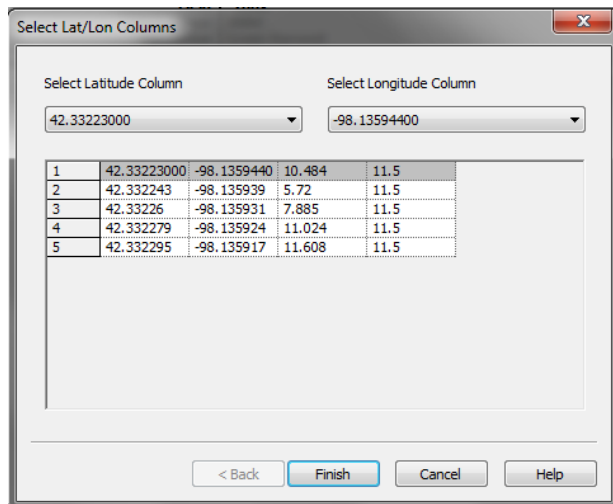 Select Lat/Lon Columns
Select Latitude Column Select Longitude Column
42.33223000 -98.13594400
1 42.33223000 -98.1359440 10.484 11.5
2 42.332243 -98.135939 5.72 11.5
3 42.33226 -98.135931 7.885 11.5
4 42.332279 -98.135924 11.024 11.5
5 42.332295 -98.135917 11.608 11.5
< Back Finish Cancel Help